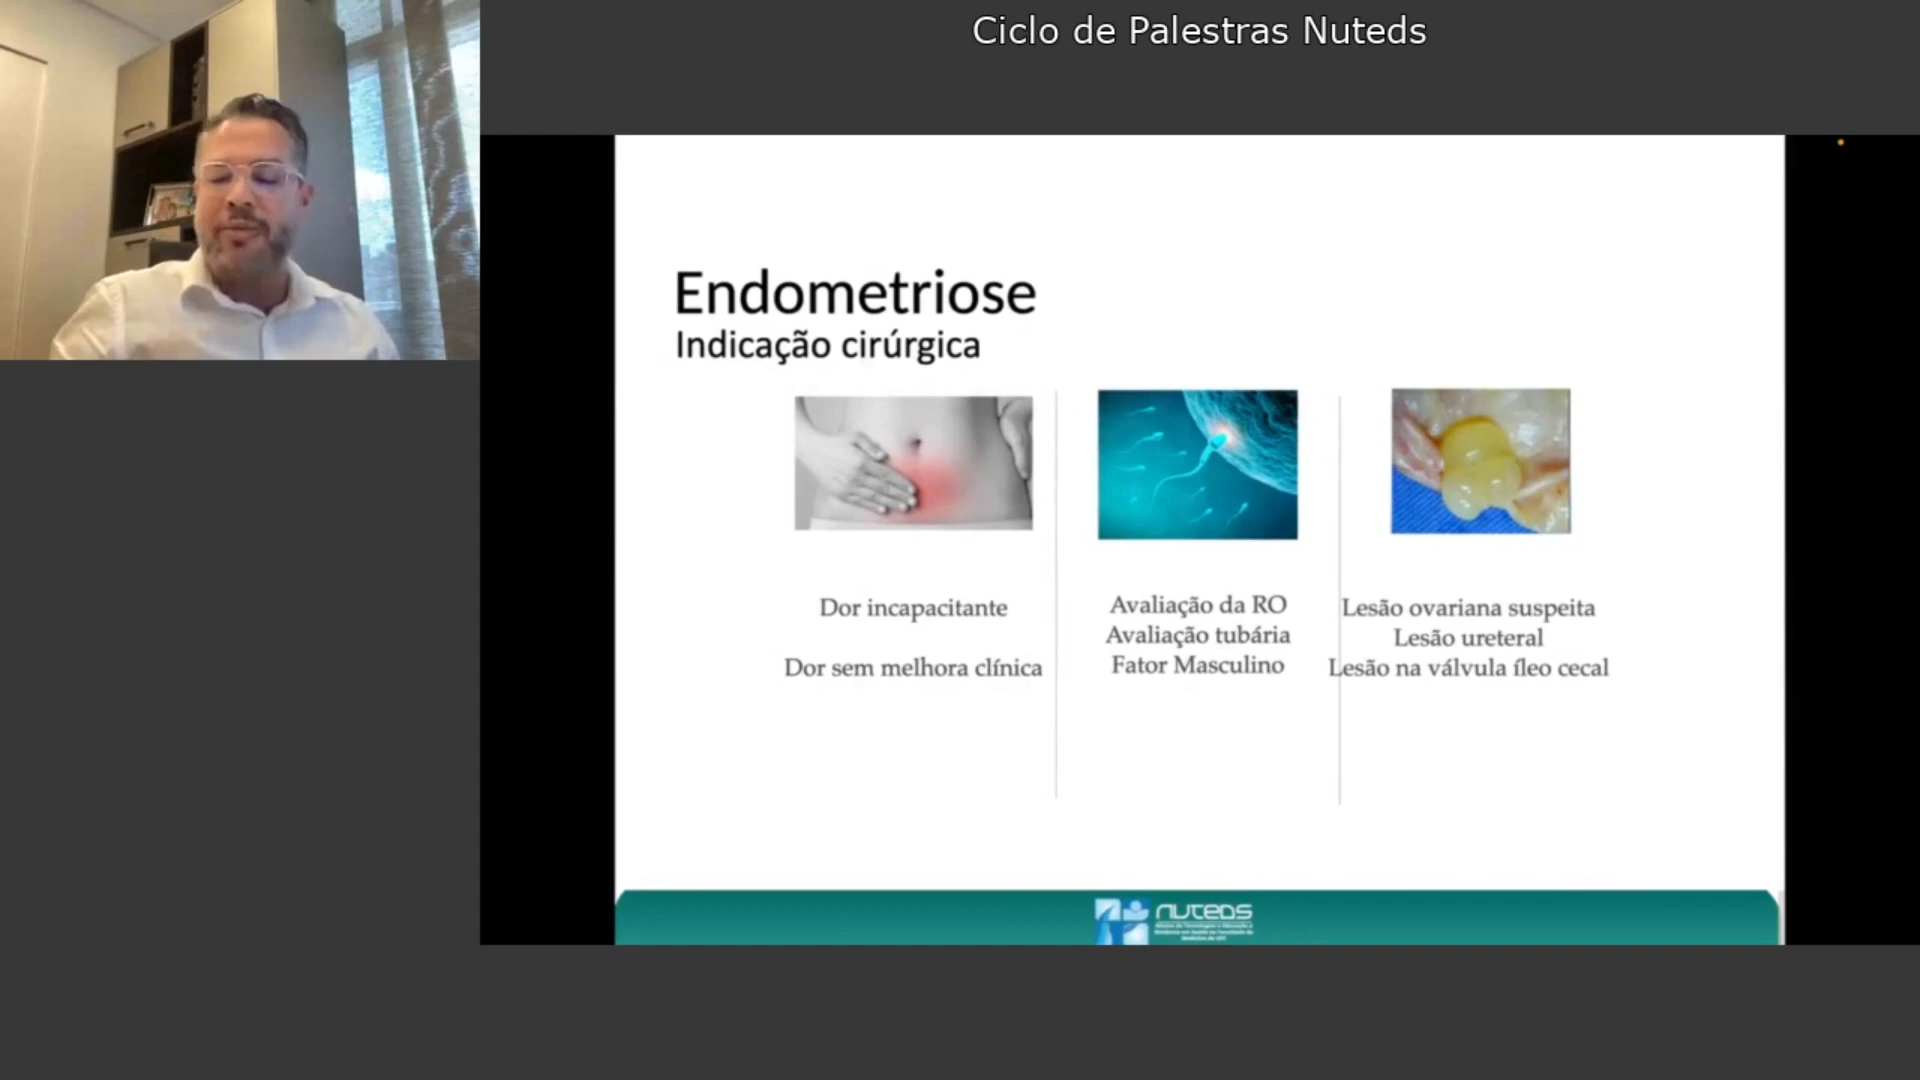 Ciclo de Palestras Nuteds
Endometriose
Indicação cirúrgica
Dor incapacitante
Dor sem melhora clínica
Avaliação da RO
Avaliação tubária
Fator Masculino
Lesão ovariana suspeita
Lesão ureteral
Lesão na válvula íleo cecal
nuteds